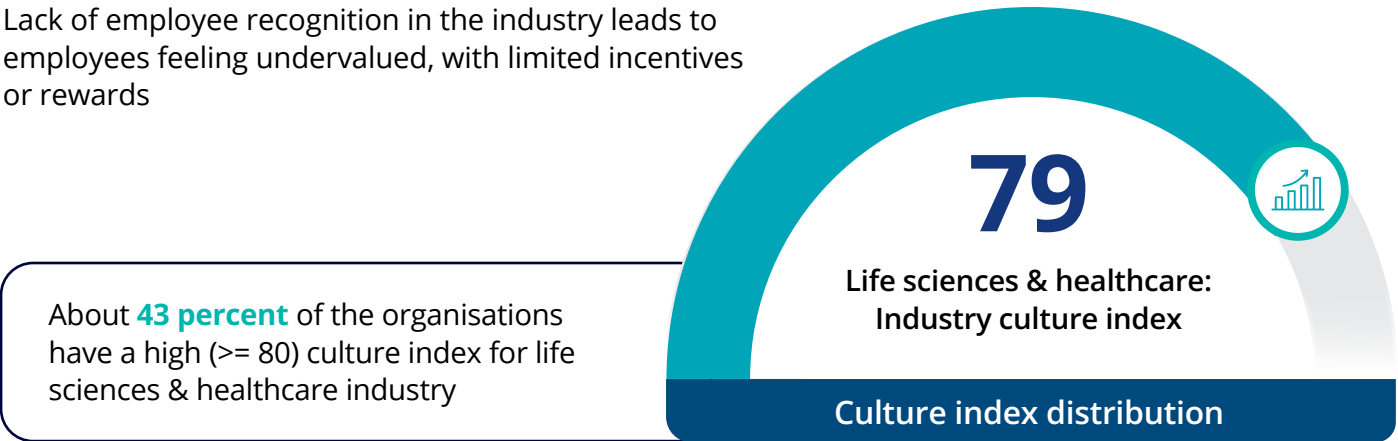 Lack of employee recognition in the industry leads to
employees feeling undervalued, with limited incentives
or rewards
79
Life sciences & healthcare:
Industry culture index
About 43 percent of the organisations
have a high (>= 80) culture index for life
sciences & healthcare industry
Culture index distribution